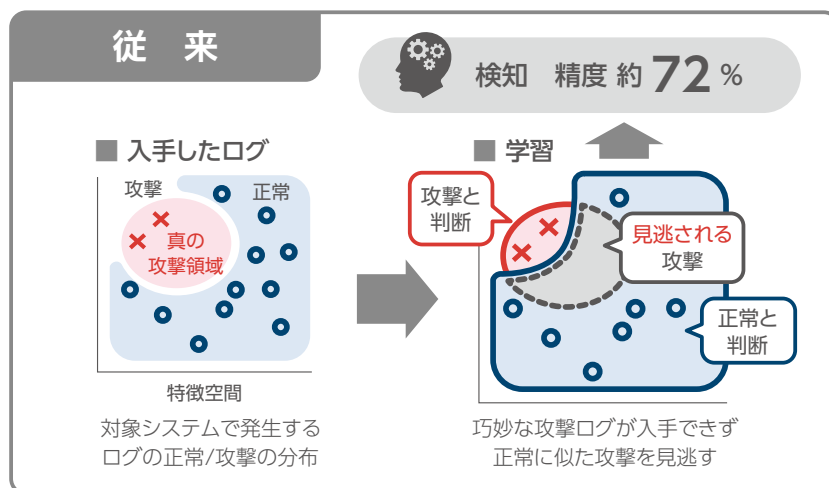 従 来
検知 精度 約 72 %
■ 入手したログ
攻撃
正常
真の
攻撃領域
特徴空間
対象システムで発生する
ログの正常/攻撃の分布
■ 学習
攻撃と
判断
見逃される
攻撃
正常と
判断
巧妙な攻撃ログが入手できず
正常に似た攻撃を見逃す